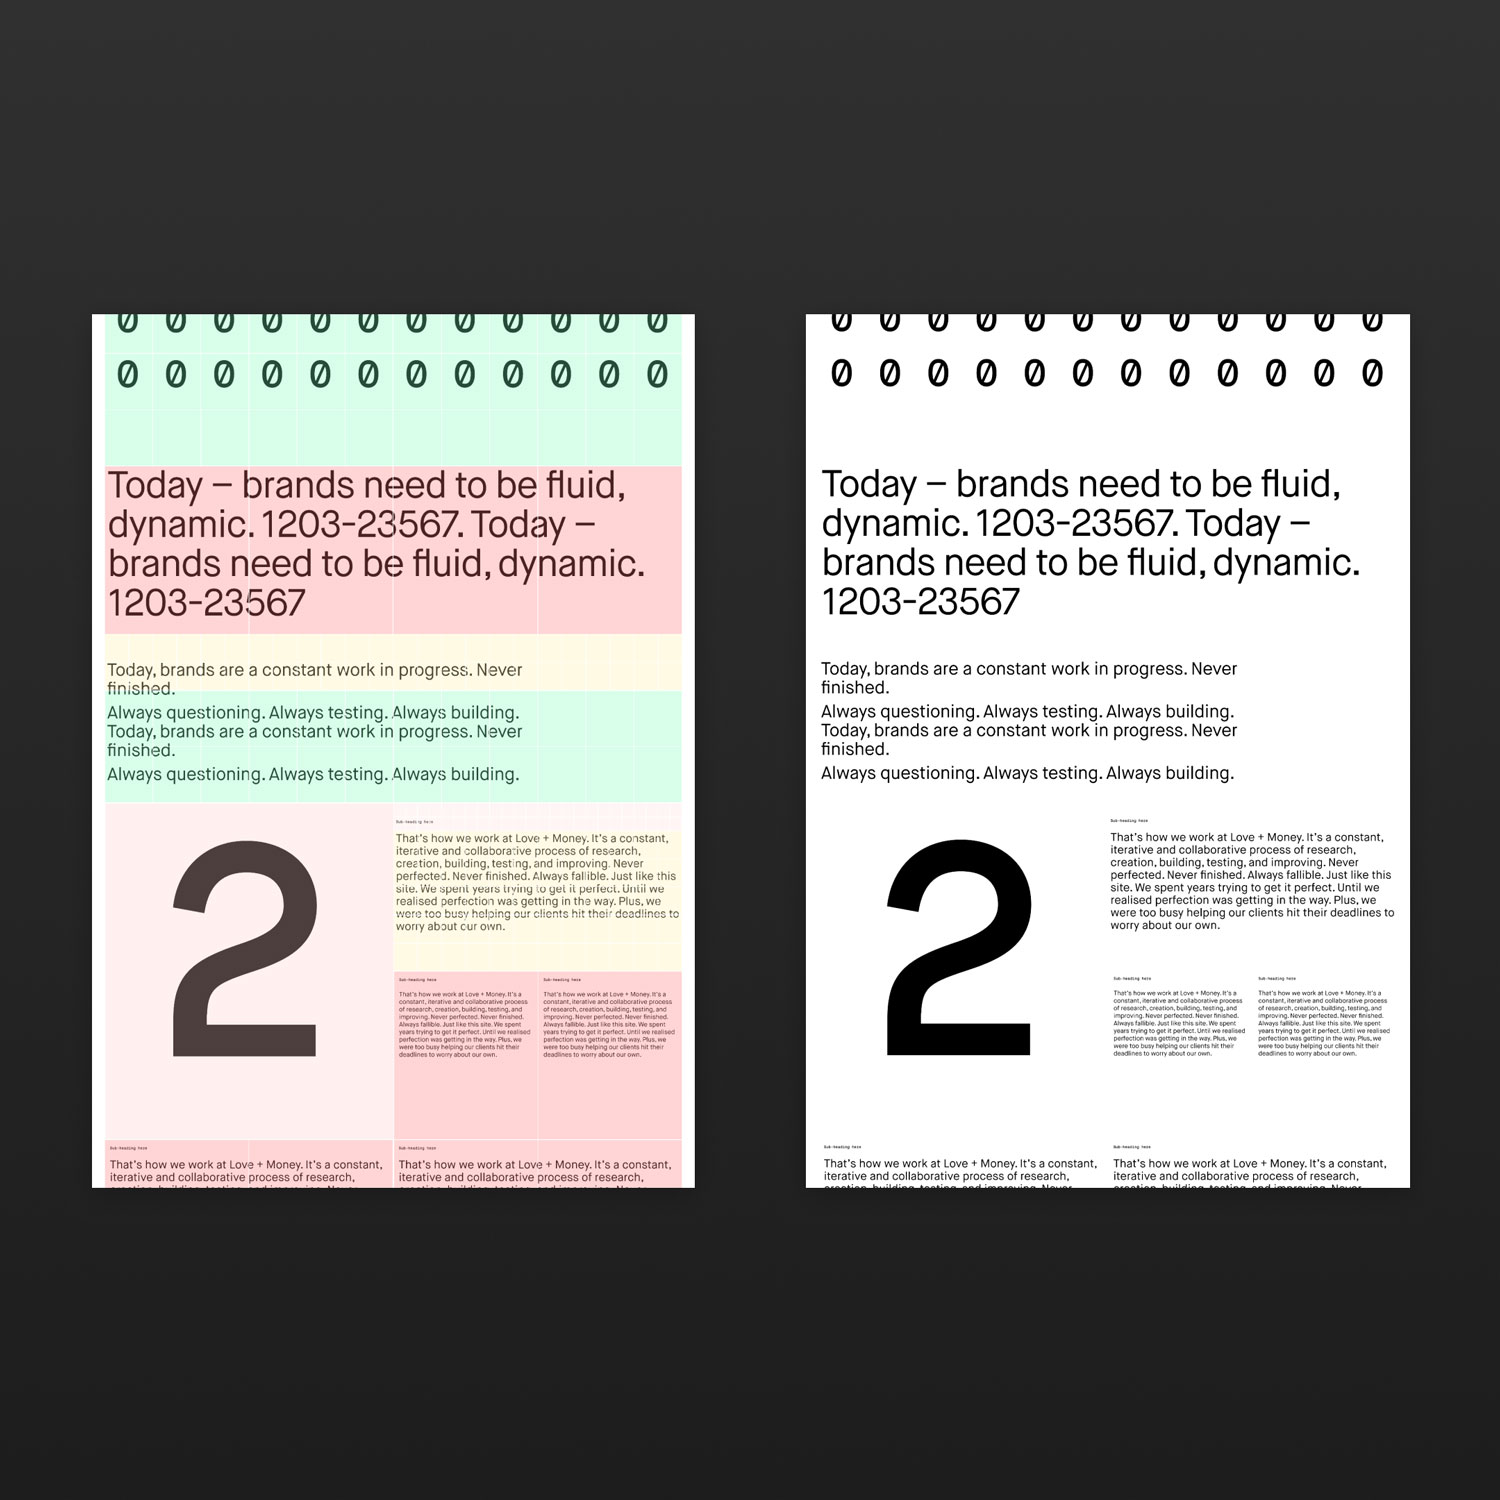 0 0 0 0 0 0 0 0 0 0 0 0
0 0 0 0 0 0 0 0 0 0 0 0
Today – brands need to be fluid,
dynamic. 1203-23567. Today –
brands need to be fluid, dynamic.
1203-23567
Today, brands are a constant work in progress. Never
finished.
Always questioning. Always testing. Always building.
Today, brands are a constant work in progress. Never
finished.
Always questioning. Always testing. Always building.
2
Sub-heading here
That's how we work at Love + Money. It's a constant,
iterative and collaborative process of research,
creation, building, testing, and improving. Never
perfected. Never finished. Always fallible. Just like this
site. We spent years trying to get it perfect. Until we
realised perfection was getting in the way. Plus, we
were too busy helping our clients hit their deadlines to
worry about our own.
Sub-heading here
That's how we work at Love + Money. It's a
constant, iterative and collaborative process
of research, creation, building, testing, and
improving. Never perfected. Never finished.
Always fallible. Just like this site. We spent
years trying to get it perfect. Until we realised
perfection was getting in the way. Plus, we
were too busy helping our clients hit their
deadlines to worry about our own.
Sub-heading here
That's how we work at Love + Money. It's a
constant, iterative and collaborative process
of research, creation, building, testing, and
improving. Never perfected. Never finished.
Always fallible. Just like this site. We spent
years trying to get it perfect. Until we realised
perfection was getting in the way. Plus, we
were too busy helping our clients hit their
deadlines to worry about our own.
Sub-heading here
That's how we work at Love + Money. It's a constant,
iterative and collaborative process of research,
creation, building, testing, and improving. Never
Sub-heading here
That's how we work at Love + Money. It's a constant,
iterative and collaborative process of research,
creation, building, testing, and improving. Never
0 0 0 0 0 0 0 0 0 0 0 0
0 0 0 0 0 0 0 0 0 0 0 0
Today – brands need to be fluid,
dynamic. 1203-23567. Today –
brands need to be fluid, dynamic.
1203-23567
Today, brands are a constant work in progress. Never
finished.
Always questioning. Always testing. Always building.
Today, brands are a constant work in progress. Never
finished.
Always questioning. Always testing. Always building.
2
Sub-heading here
That's how we work at Love + Money. It's a constant,
iterative and collaborative process of research,
creation, building, testing, and improving. Never
perfected. Never finished. Always fallible. Just like this
site. We spent years trying to get it perfect. Until we
realised perfection was getting in the way. Plus, we
were too busy helping our clients hit their deadlines to
worry about our own.
Sub-heading here
That's how we work at Love + Money. It's a
constant, iterative and collaborative process
of research, creation, building, testing, and
improving. Never perfected. Never finished.
Always fallible. Just like this site. We spent
years trying to get it perfect. Until we realised
perfection was getting in the way. Plus, we
were too busy helping our clients hit their
deadlines to worry about our own.
Sub-heading here
That's how we work at Love + Money. It's a
constant, iterative and collaborative process
of research, creation, building, testing, and
improving. Never perfected. Never finished.
Always fallible. Just like this site. We spent
years trying to get it perfect. Until we realised
perfection was getting in the way. Plus, we
were too busy helping our clients hit their
deadlines to worry about our own.
Sub-heading here
That's how we work at Love + Money. It's a constant,
iterative and collaborative process of research,
creation, building, testing, and improving. Never
Sub-heading here
That's how we work at Love + Money. It's a constant,
iterative and collaborative process of research,
creation, building, testing, and improving. Never